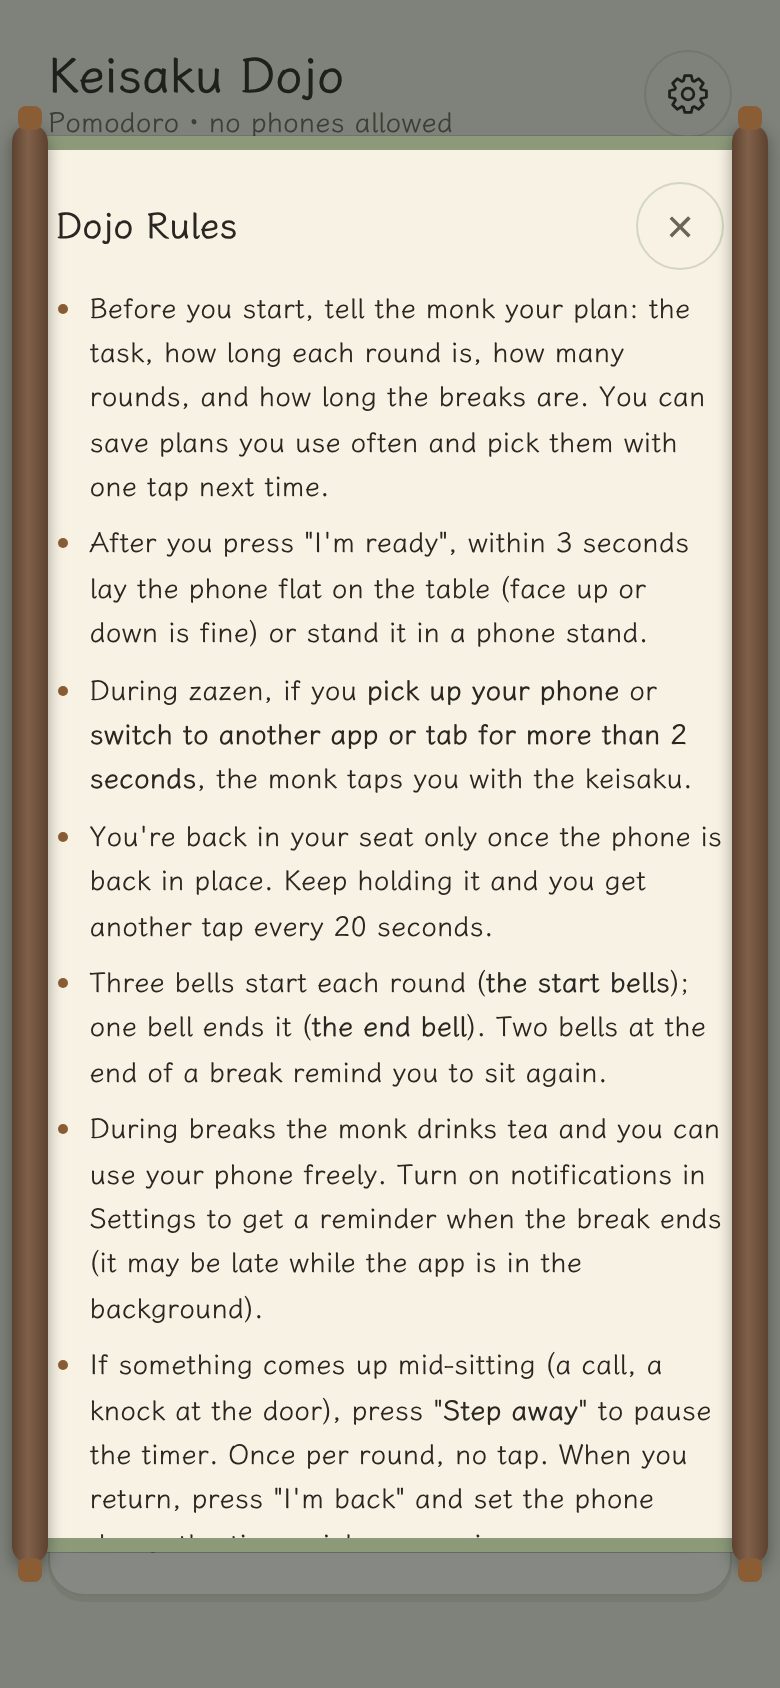 Keisaku Dojo
Pomodoro • no phones allowed
Dojo Rules
• Before you start, tell the monk your plan: the
task, how long each round is, how many
rounds, and how long the breaks are. You can
save plans you use often and pick them with
one tap next time.
• After you press "I'm ready", within 3 seconds
lay the phone flat on the table (face up or
down is fine) or stand it in a phone stand.
• During zazen, if you pick up your phone or
switch to another app or tab for more than 2
seconds, the monk taps you with the keisaku.
• You're back in your seat only once the phone is
back in place. Keep holding it and you get
another tap every 20 seconds.
• Three bells start each round (the start bells);
one bell ends it (the end bell). Two bells at the
end of a break remind you to sit again.
• During breaks the monk drinks tea and you can
use your phone freely. Turn on notifications in
Settings to get a reminder when the break ends
(it may be late while the app is in the
background).
• If something comes up mid-sitting (a call, a
knock at the door), press "Step away" to pause
the timer. Once per round, no tap. When you
return, press "I'm back" and set the phone